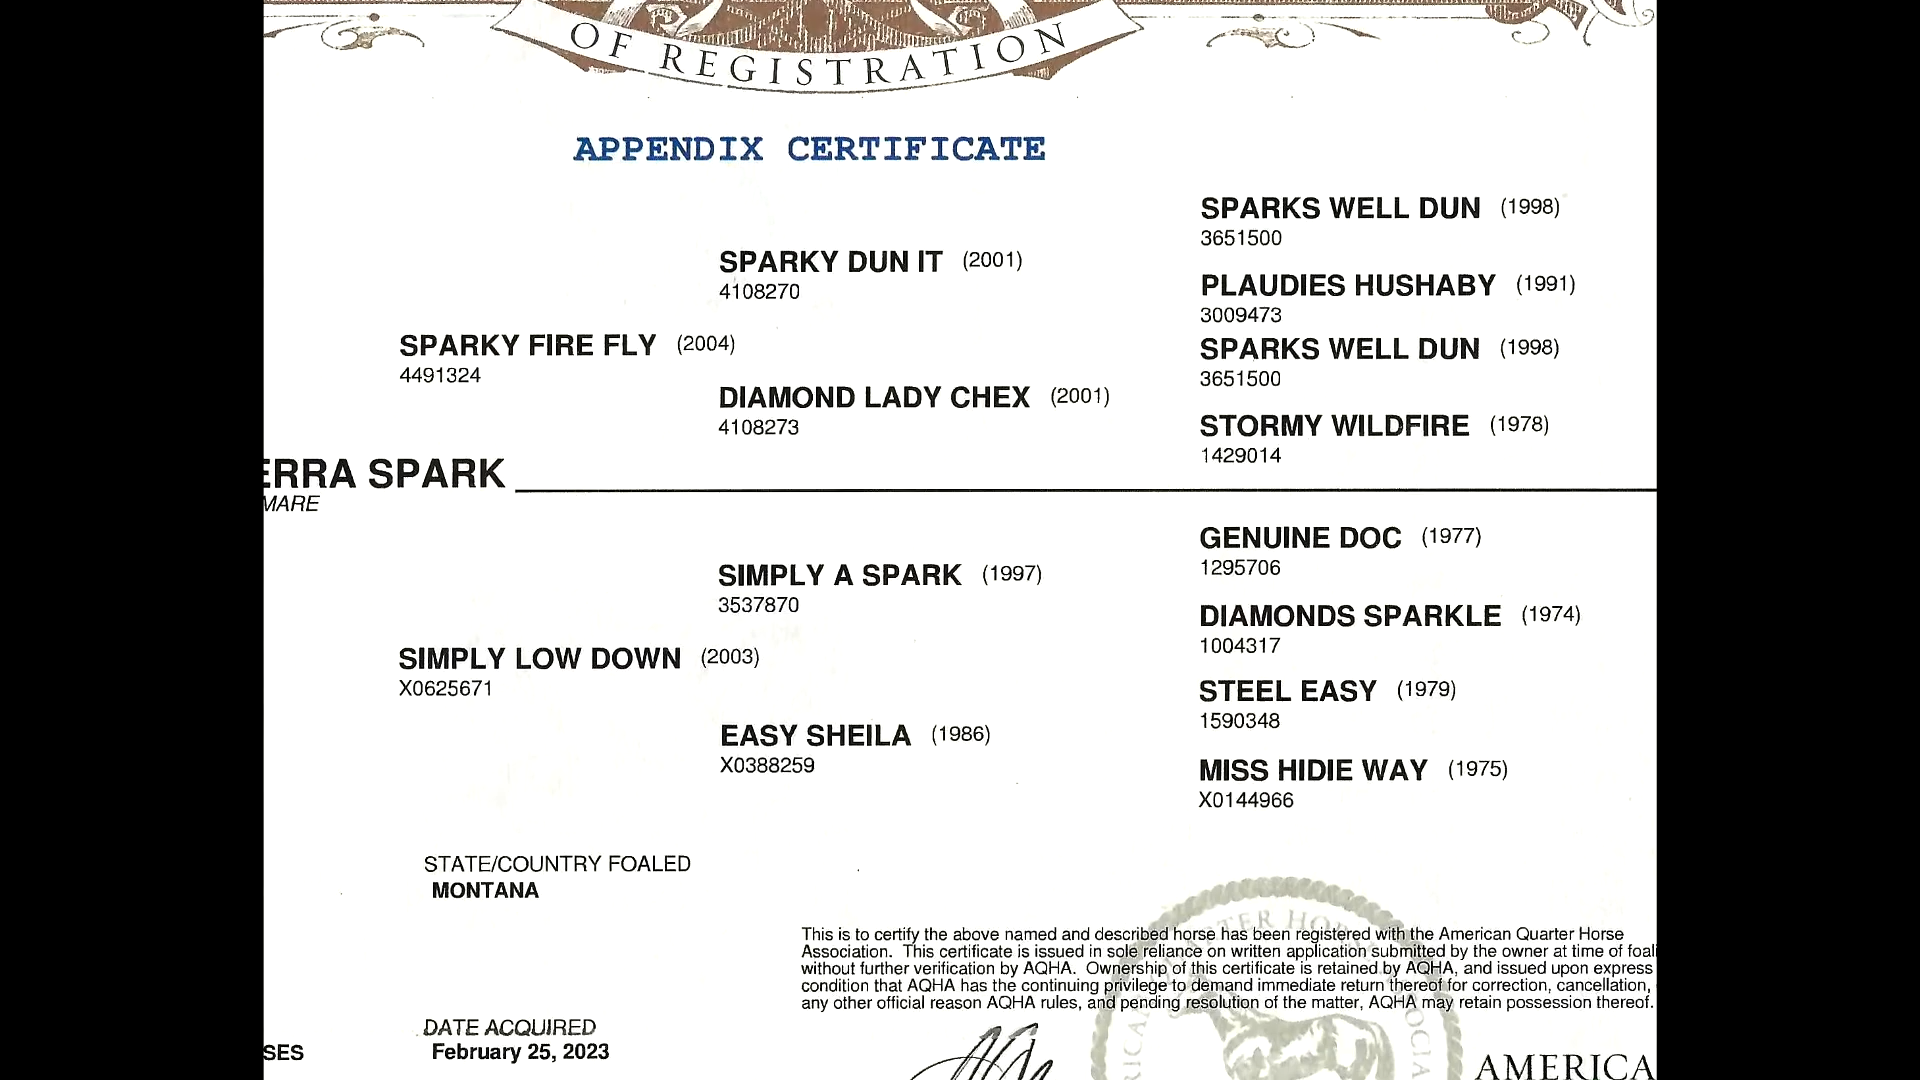 OF REGISTRATION
APPENDIX CERTIFICATE
SPARKS WELL DUN (1998)
3651500
SPARKY DUN IT (2001)
4108270
PLAUDIES HUSHABY (1991)
3009473
SPARKY FIRE FLY (2004)
4491324
SPARKS WELL DUN (1998)
3651500
DIAMOND LADY CHEX (2001)
4108273
STORMY WILDFIRE (1978)
1429014
ERRA SPARK
MARE
GENUINE DOC (1977)
1295706
SIMPLY A SPARK (1997)
3537870
DIAMONDS SPARKLE (1974)
1004317
SIMPLY LOW DOWN (2003)
X0625671
STEEL EASY (1979)
1590348
EASY SHEILA (1986)
X0388259
MISS HIDIE WAY (1975)
X0144966
STATE/COUNTRY FOALED
MONTANA
This is to certify the above named and described horse has been registered with the American Quarter Horse
Association. This certificate is issued in sole reliance on written application submitted by the owner at time of foali
without further verification by AQHA. Ownership of this certificate is retained by AQHA, and issued upon express
condition that AQHA has the continuing privilege to demand immediate return thereof for correction, cancellation,
any other official reason AQHA rules, and pending resolution of the matter, AQHA may retain possession thereof.
DATE ACQUIRED
February 25, 2023
SES
AMERICA